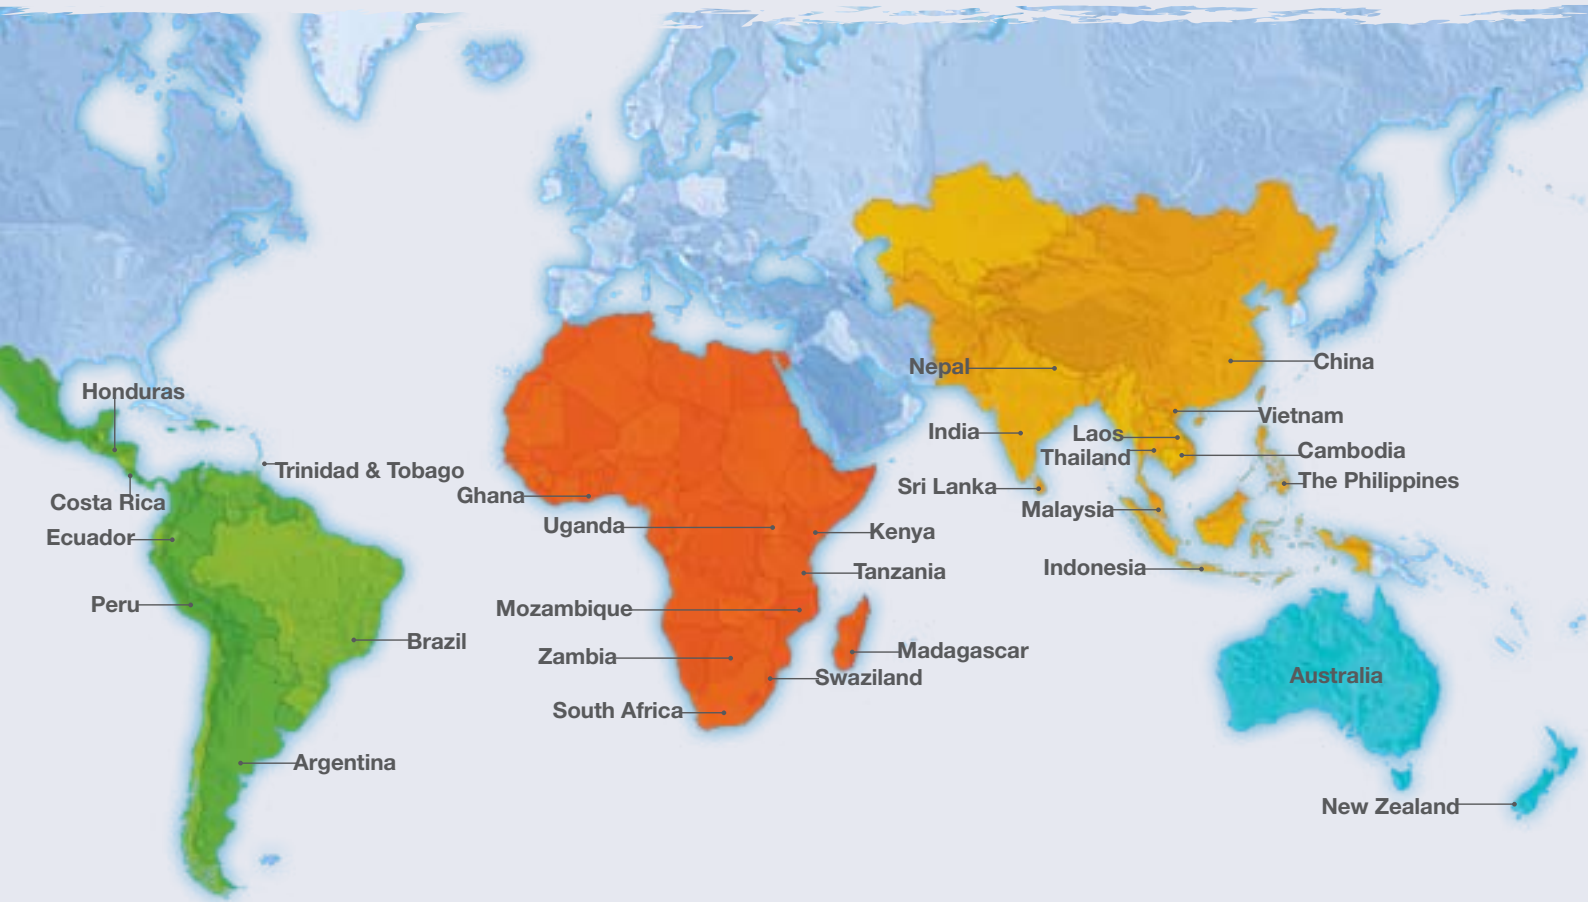 Honduras
Trinidad & Tobago
Costa Rica
Ecuador
Peru
Brazil
Argentina
Ghana
Uganda
Kenya
Tanzania
Mozambique
Zambia
Madagascar
Swaziland
South Africa
Nepal
China
Vietnam
India
Laos
Cambodia
Thailand
The Philippines
Sri Lanka
Malaysia
Indonesia
Australia
New Zealand